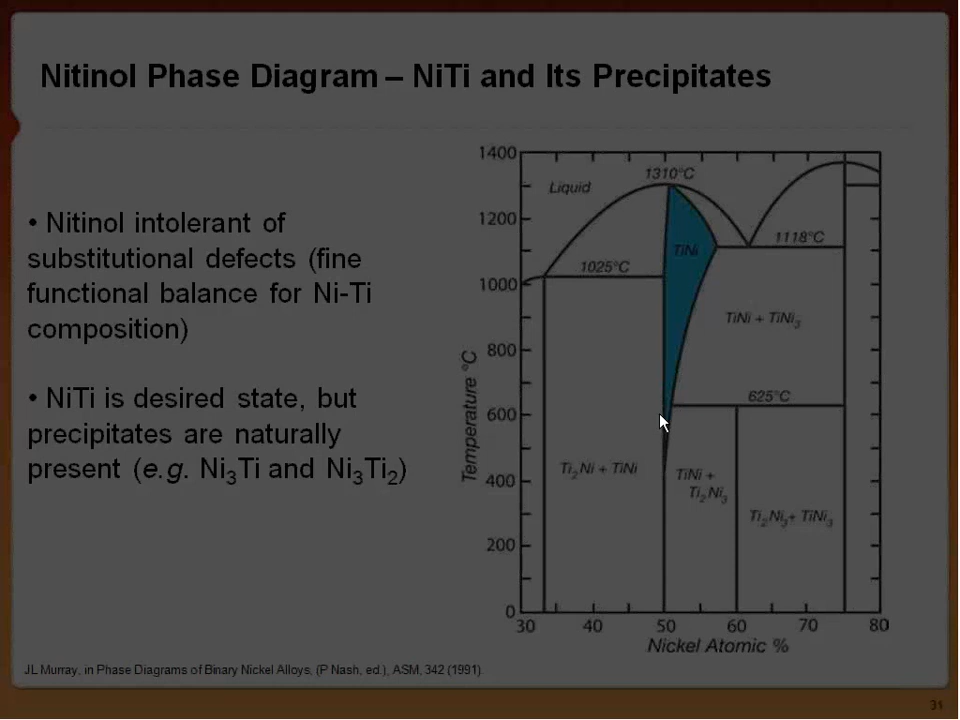 Nitinol Phase Diagram – NiTi and Its Precipitates
• Nitinol intolerant of
substitutional defects (fine
functional balance for Ni-Ti
composition)
• NiTi is desired state, but
precipitates are naturally
present (e.g. Ni₃Ti and Ni₃Ti₂)
1400
1200
1000
800
600
400
200
0
Temperature °C
Liquid
1310°C
TiNi
1118°C
1025°C
TiNi + TiNi₃
625°C
Ti₂Ni + TiNi
TiNi +
Ti₂Ni₃
Ti₂Ni₃+ TiNi₃
30 40 50 60 70 80
Nickel Atomic %
JL Murray, in Phase Diagrams of Binary Nickel Alloys, (P Nash, ed.), ASM, 342 (1991).
31